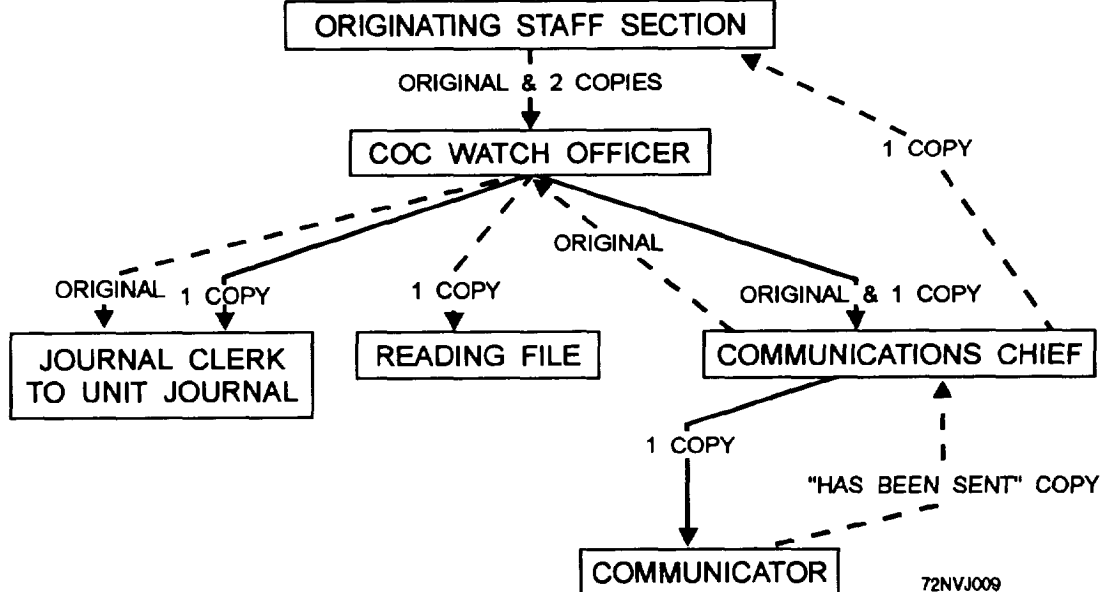 ORIGINATING STAFF SECTION
ORIGINAL & 2 COPIES
COC WATCH OFFICER
1 COPY
ORIGINAL
ORIGINAL
1 COPY
1 COPY
ORIGINAL & 1 COPY
JOURNAL CLERK
TO UNIT JOURNAL
READING FILE
COMMUNICATIONS CHIEF
1 COPY
"HAS BEEN SENT" COPY
COMMUNICATOR
72NVJ009